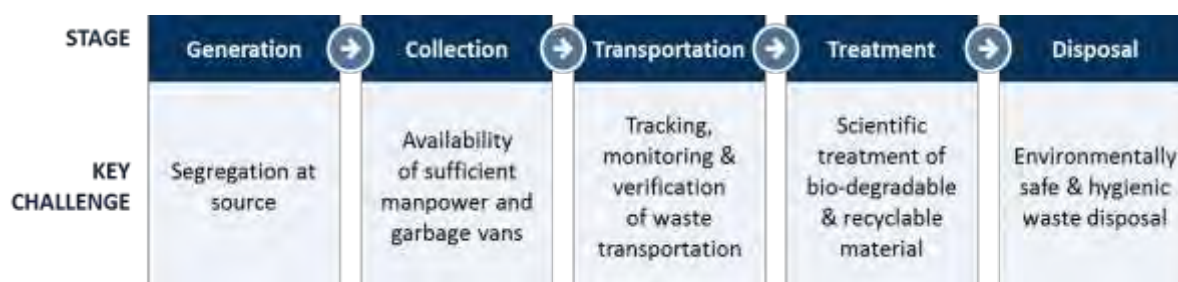 STAGE
Generation
Collection
Transportation
Treatment
Disposal
KEY
CHALLENGE
Segregation at
source
Availability
of sufficient
manpower and
garbage vans
Tracking,
monitoring &
verification
of waste
transportation
Scientific
treatment of
bio-degradable
& recyclable
material
Environmentally
safe & hygienic
waste disposal